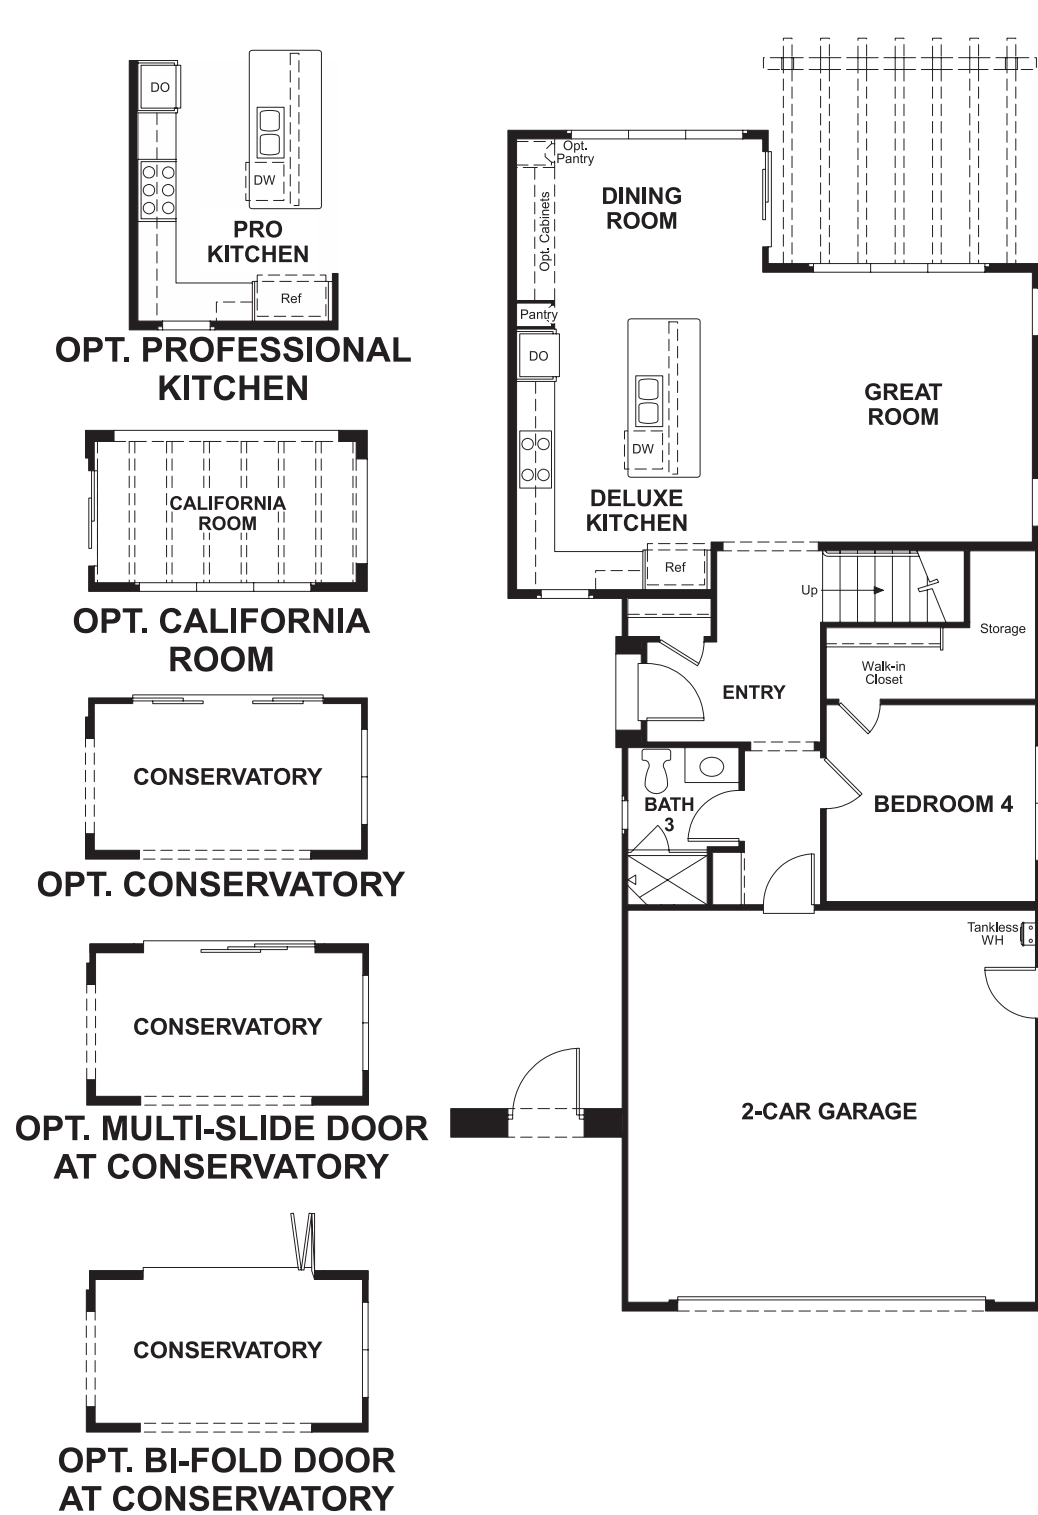 DO
DW
PRO
KITCHEN
Ref
OPT. PROFESSIONAL
KITCHEN
CALIFORNIA
ROOM
OPT. CALIFORNIA
ROOM
CONSERVATORY
OPT. CONSERVATORY
CONSERVATORY
OPT. MULTI-SLIDE DOOR
AT CONSERVATORY
CONSERVATORY
OPT. BI-FOLD DOOR
AT CONSERVATORY
Opt.
Pantry
DINING
ROOM
Opt. Cabinets
Pantry
DO
GREAT
ROOM
DW
DELUXE
KITCHEN
Ref
Up
Storage
Walk-in
Closet
ENTRY
BATH
3
BEDROOM 4
Tankless
WH
2-CAR GARAGE